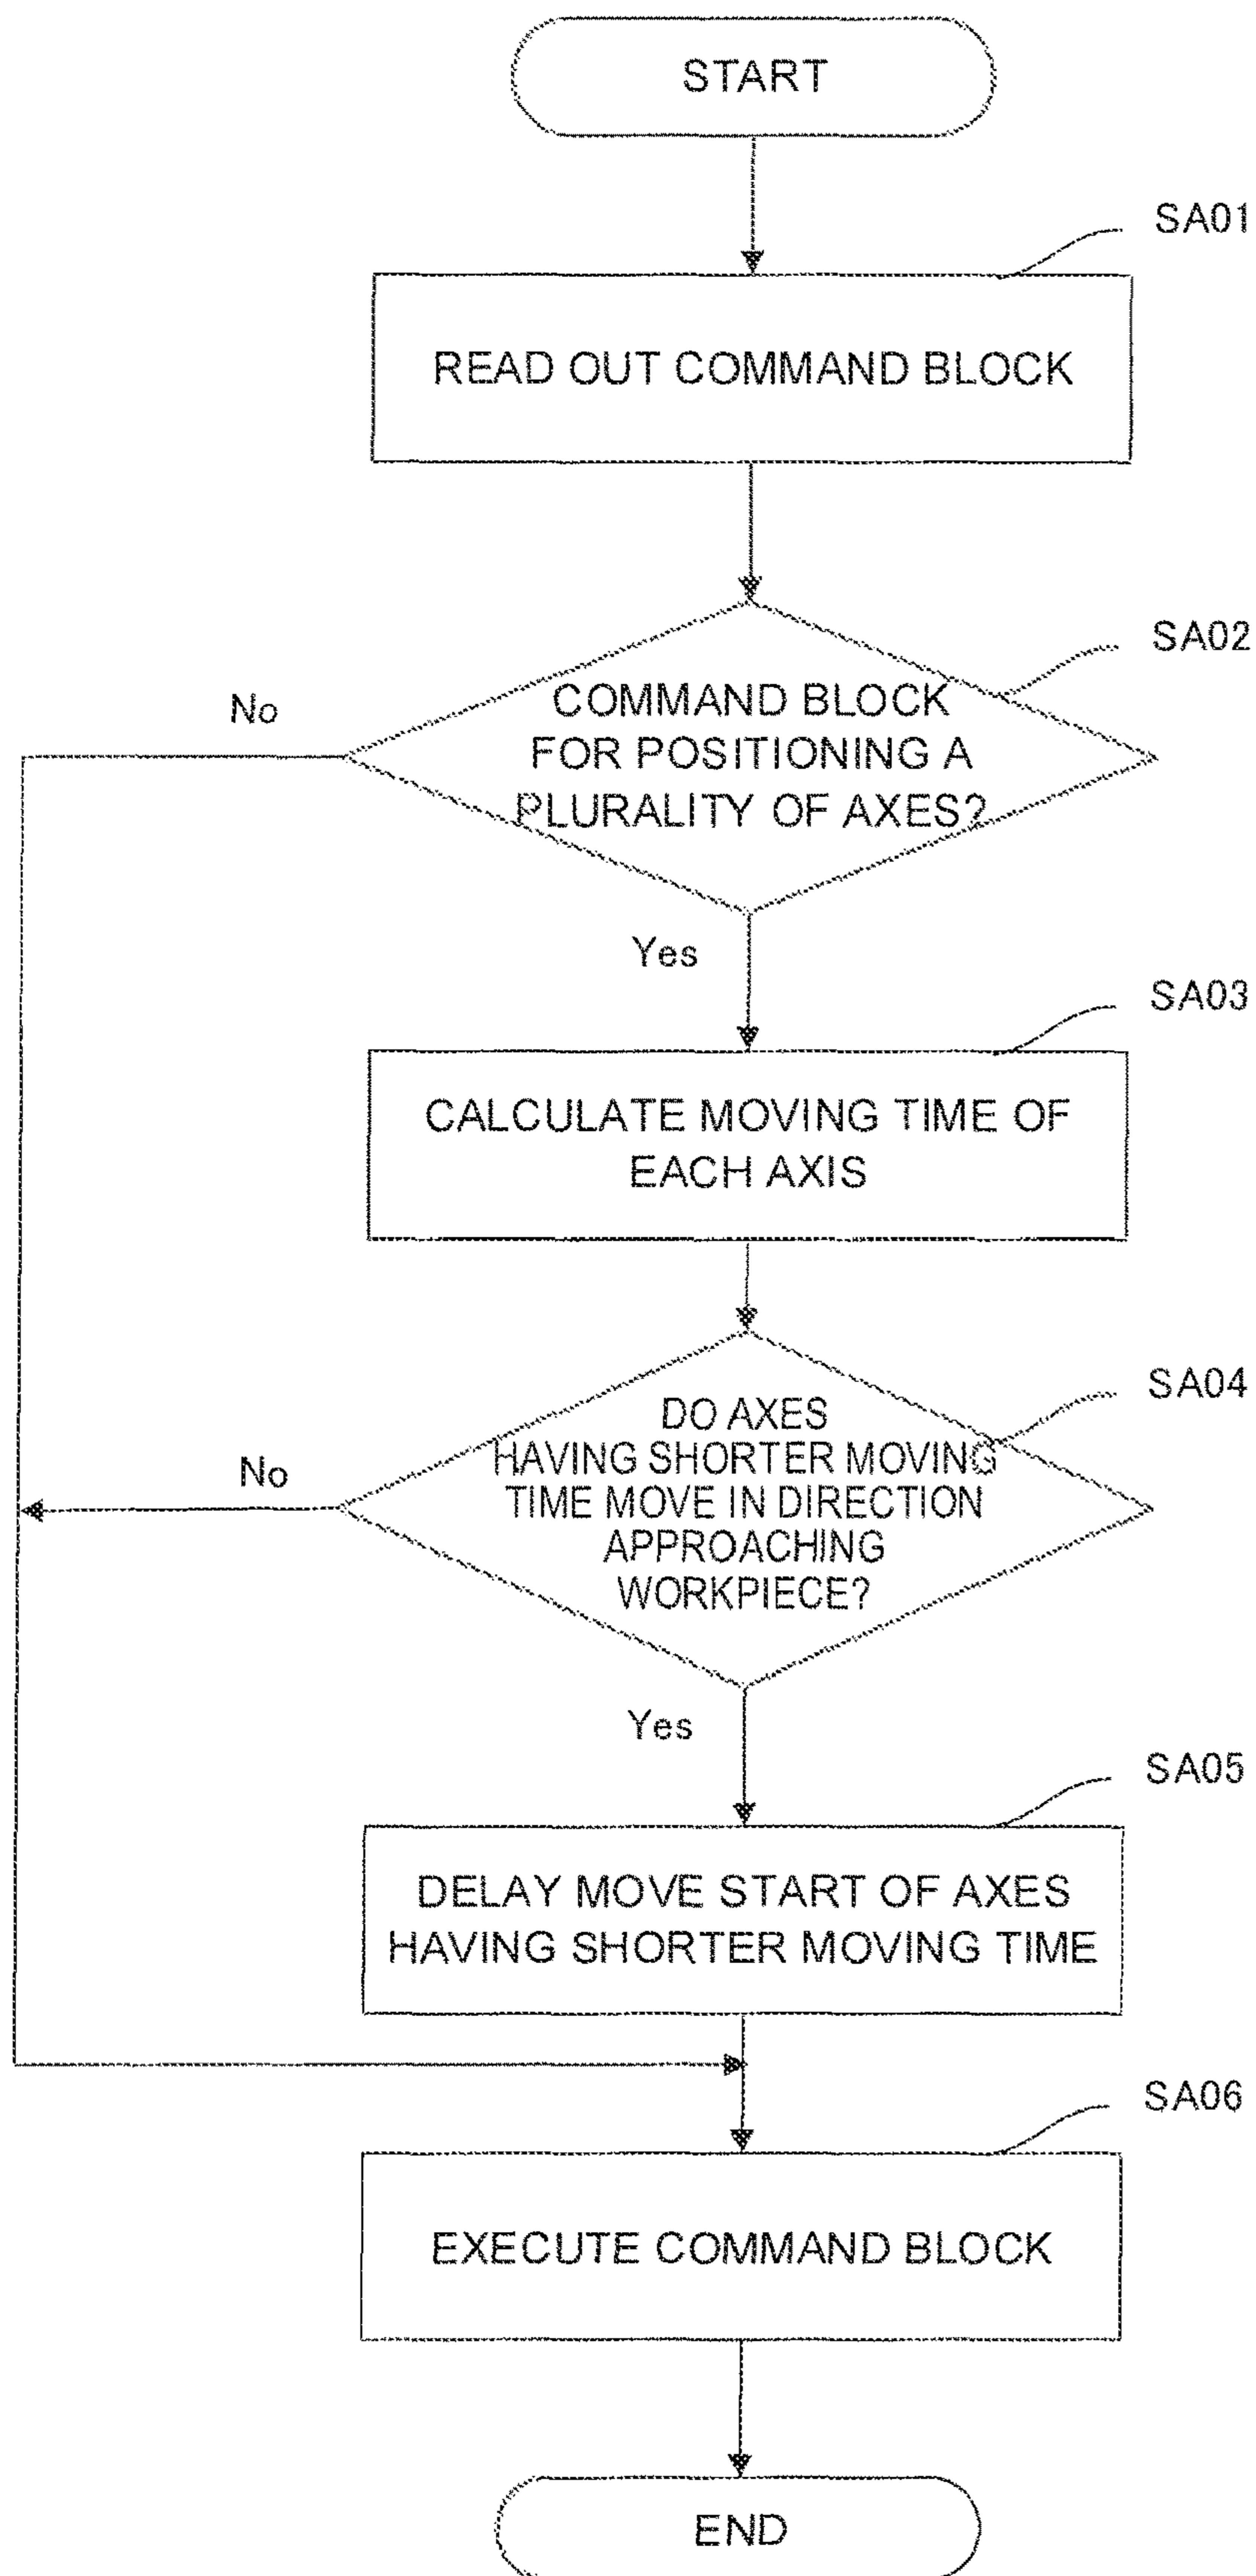 START
SA01
READ OUT COMMAND BLOCK
SA02
No
COMMAND BLOCK
FOR POSITIONING A
PLURALITY OF AXES?
Yes
SA03
CALCULATE MOVING TIME OF
EACH AXIS
SA04
No
DO AXES
HAVING SHORTER MOVING
TIME MOVE IN DIRECTION
APPROACHING
WORKPIECE?
Yes
SA05
DELAY MOVE START OF AXES
HAVING SHORTER MOVING TIME
SA06
EXECUTE COMMAND BLOCK
END